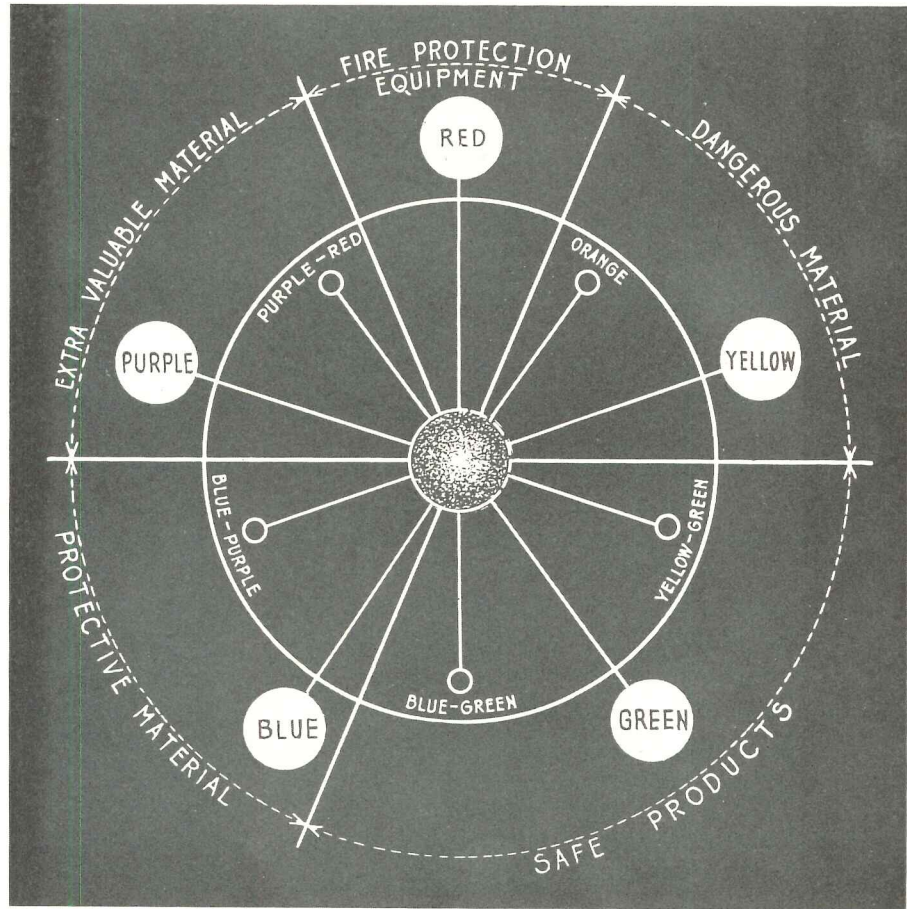 FIRE PROTECTION
EQUIPMENT
RED
DANGEROUS MATERIAL
EXTRA VALUABLE MATERIAL
PURPLE-RED
ORANGE
PURPLE
YELLOW
BLUE-PURPLE
YELLOW-GREEN
PROTECTIVE MATERIAL
BLUE
BLUE-GREEN
GREEN
SAFE PRODUCTS